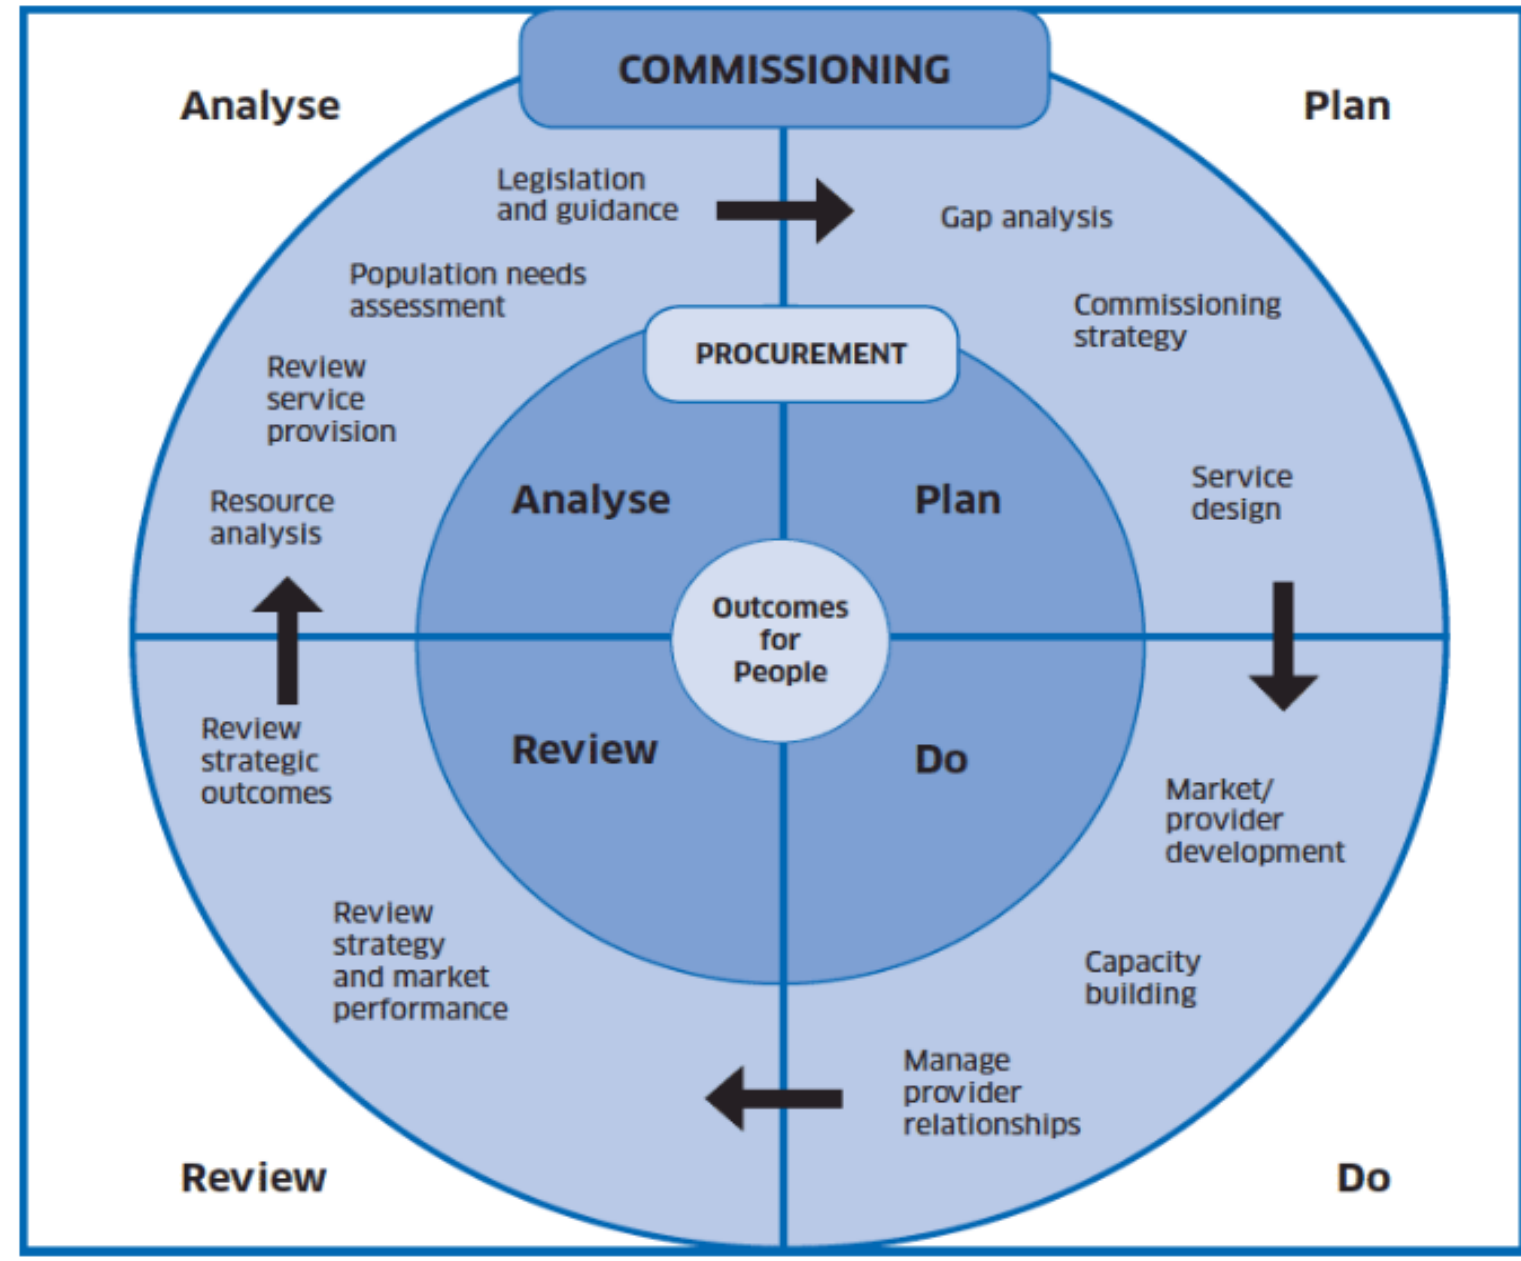 COMMISSIONING
Analyse
Plan
Legislation
and guidance
Gap analysis
Population needs
assessment
Commissioning
strategy
PROCUREMENT
Review
service
provision
Service
design
Resource
analysis
Analyse
Plan
Outcomes
for
People
Review
Do
Review
strategic
outcomes
Market/
provider
development
Review
strategy
and market
performance
Capacity
building
Manage
provider
relationships
Review
Do